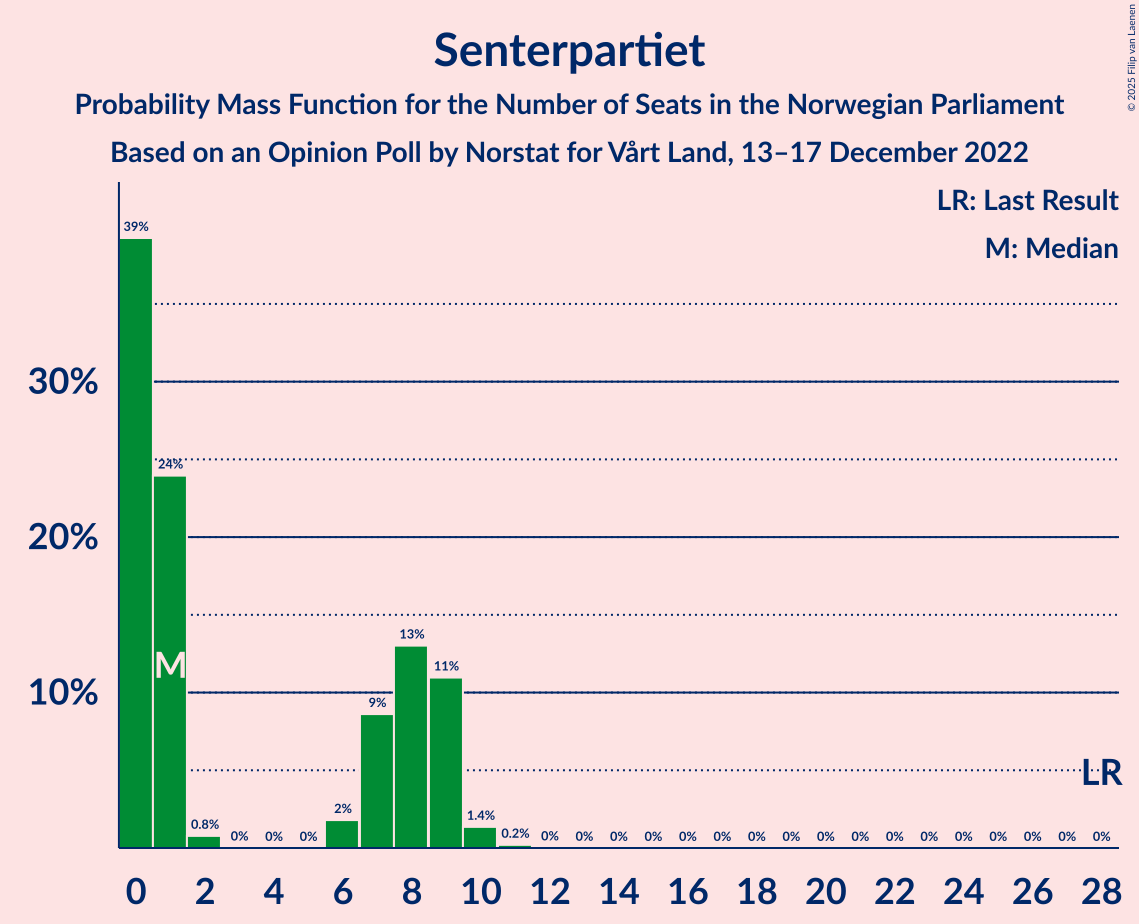 Senterpartiet
Probability Mass Function for the Number of Seats in the Norwegian Parliament
Based on an Opinion Poll by Norstat for Vårt Land, 13–17 December 2022
© 2025 Filip van Laenen
LR: Last Result
M: Median
39%
30%
24%
20%
13%
11%
M
10%
9%
LR
2%
1.4%
0.8%
0.2%
0% 0% 0% 0% 0% 0% 0% 0% 0% 0% 0% 0% 0% 0% 0% 0% 0% 0% 0% 0%
0 2 4 6 8 10 12 14 16 18 20 22 24 26 28